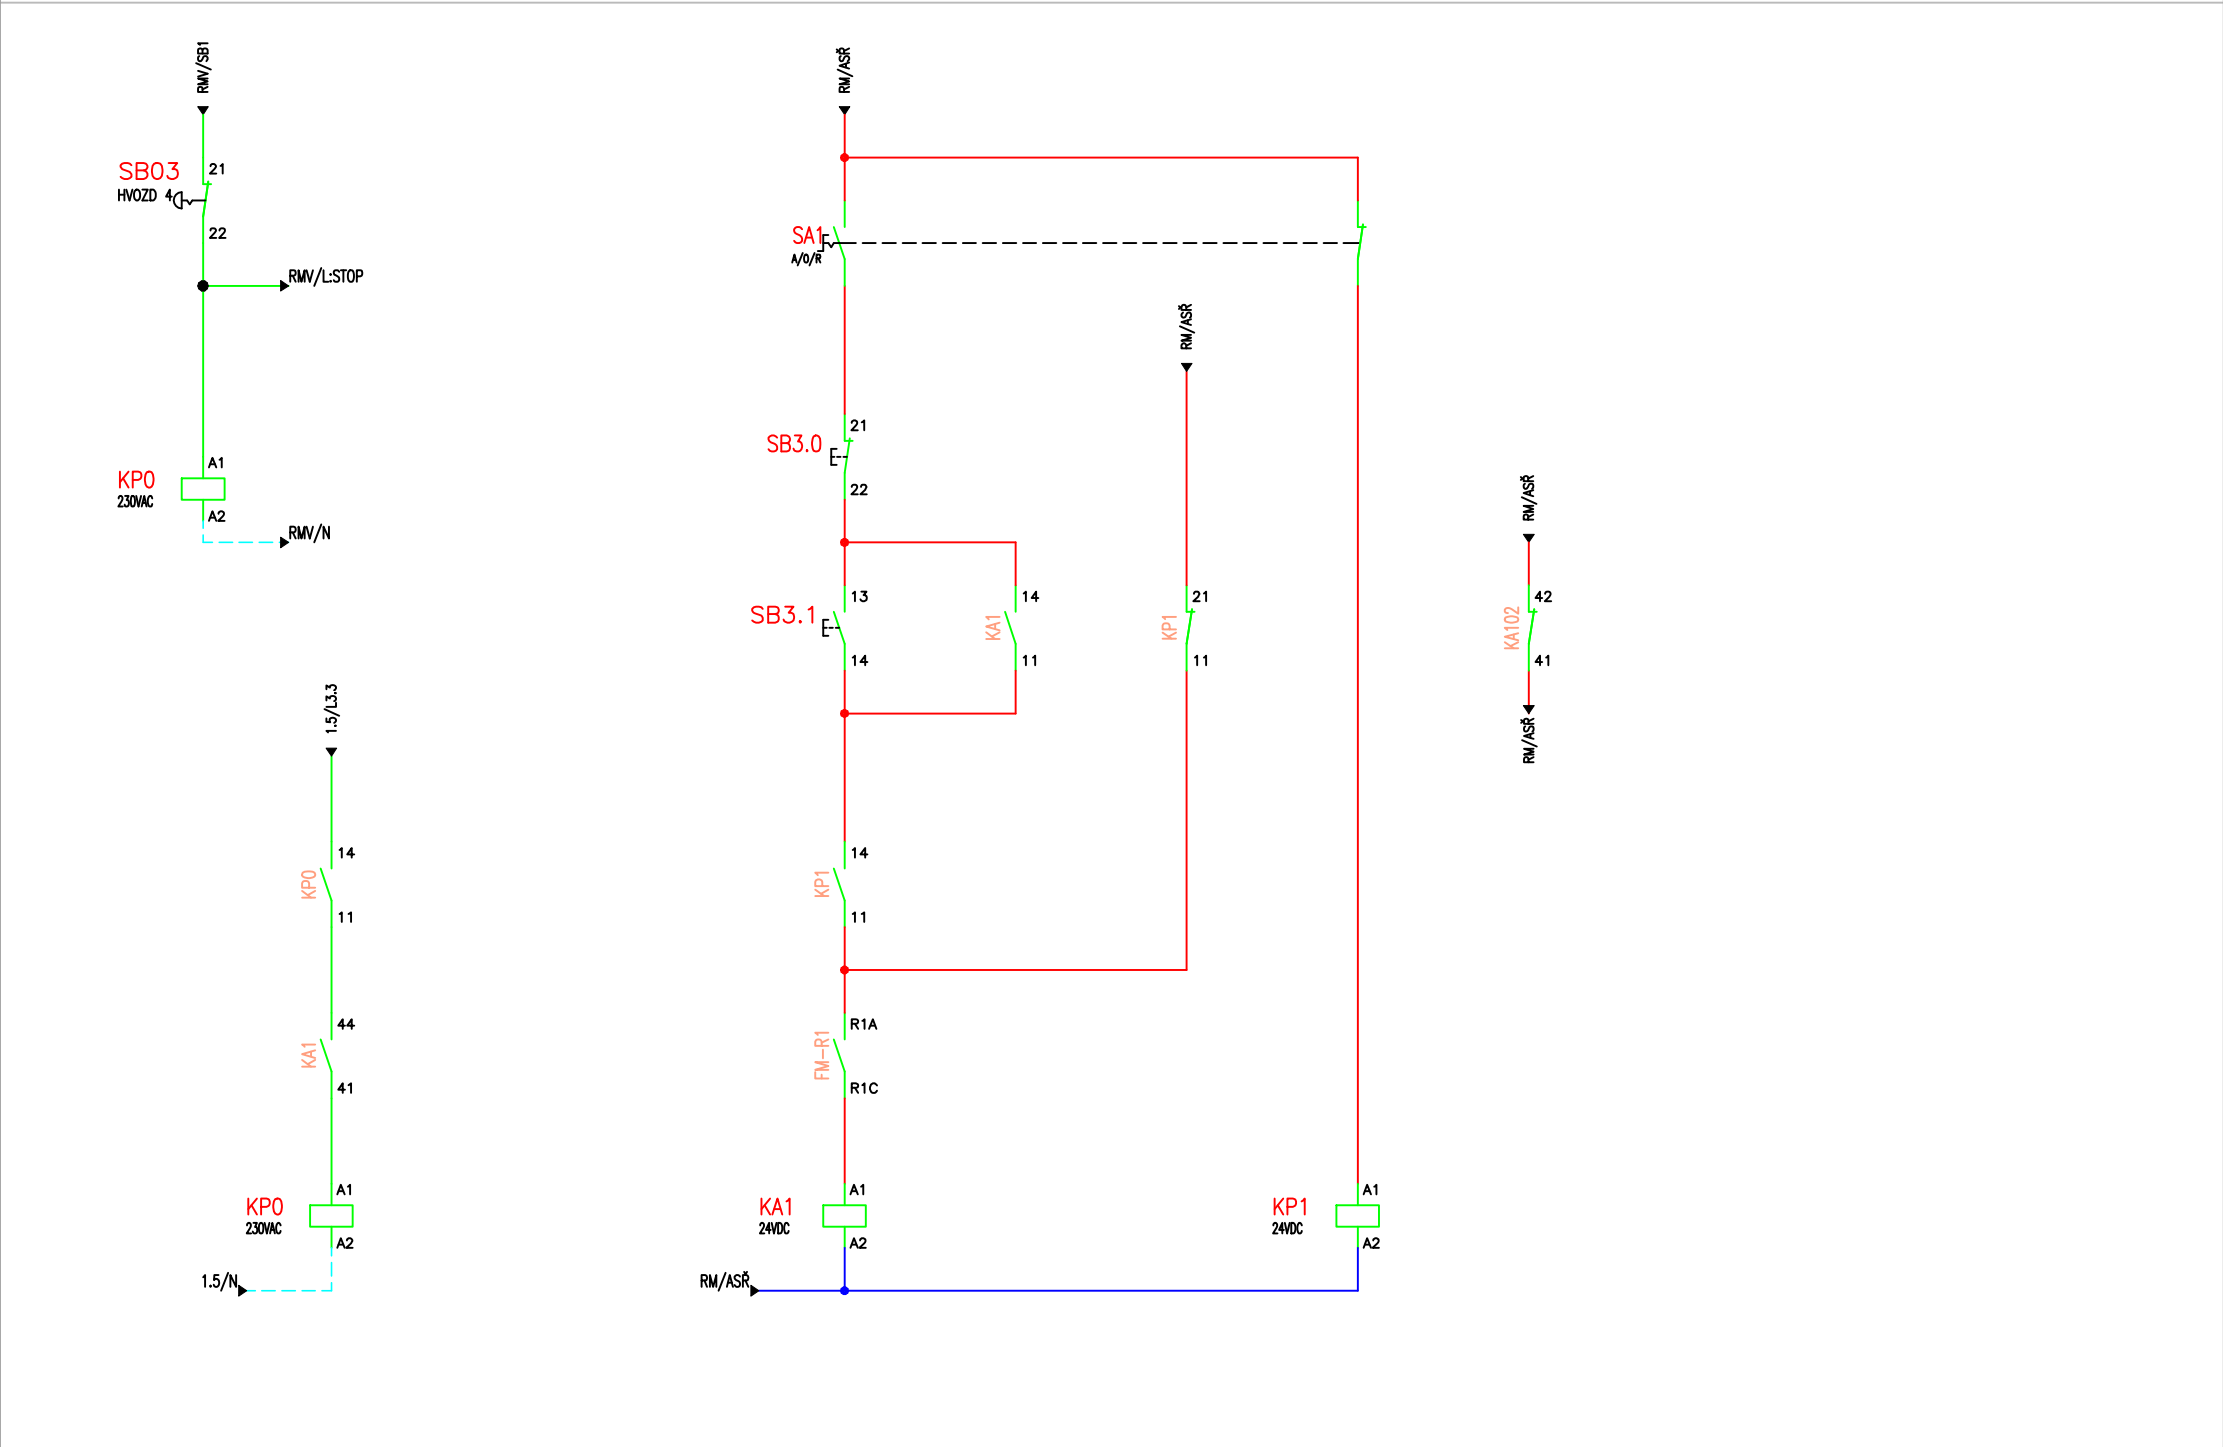 RMV/SB1
SB03
HVOZD 4
21
22
RMV/L:STOP
KP0
230VAC
A1
A2
RMV/N
1.5/L3.3
14
KP0
11
44
KA1
41
A1
KP0
230VAC
A2
1.5/N
RM/ASŘ
SA1
A/0/R
21
SB3.0
22
13
SB3.1
14
14
KA1
11
RM/ASŘ
21
KP1
11
14
KP1
11
R1A
FM-R1
R1C
A1
KA1
24VDC
A2
RM/ASŘ
A1
KP1
24VDC
A2
RM/ASŘ
42
KA102
41
RM/ASŘ